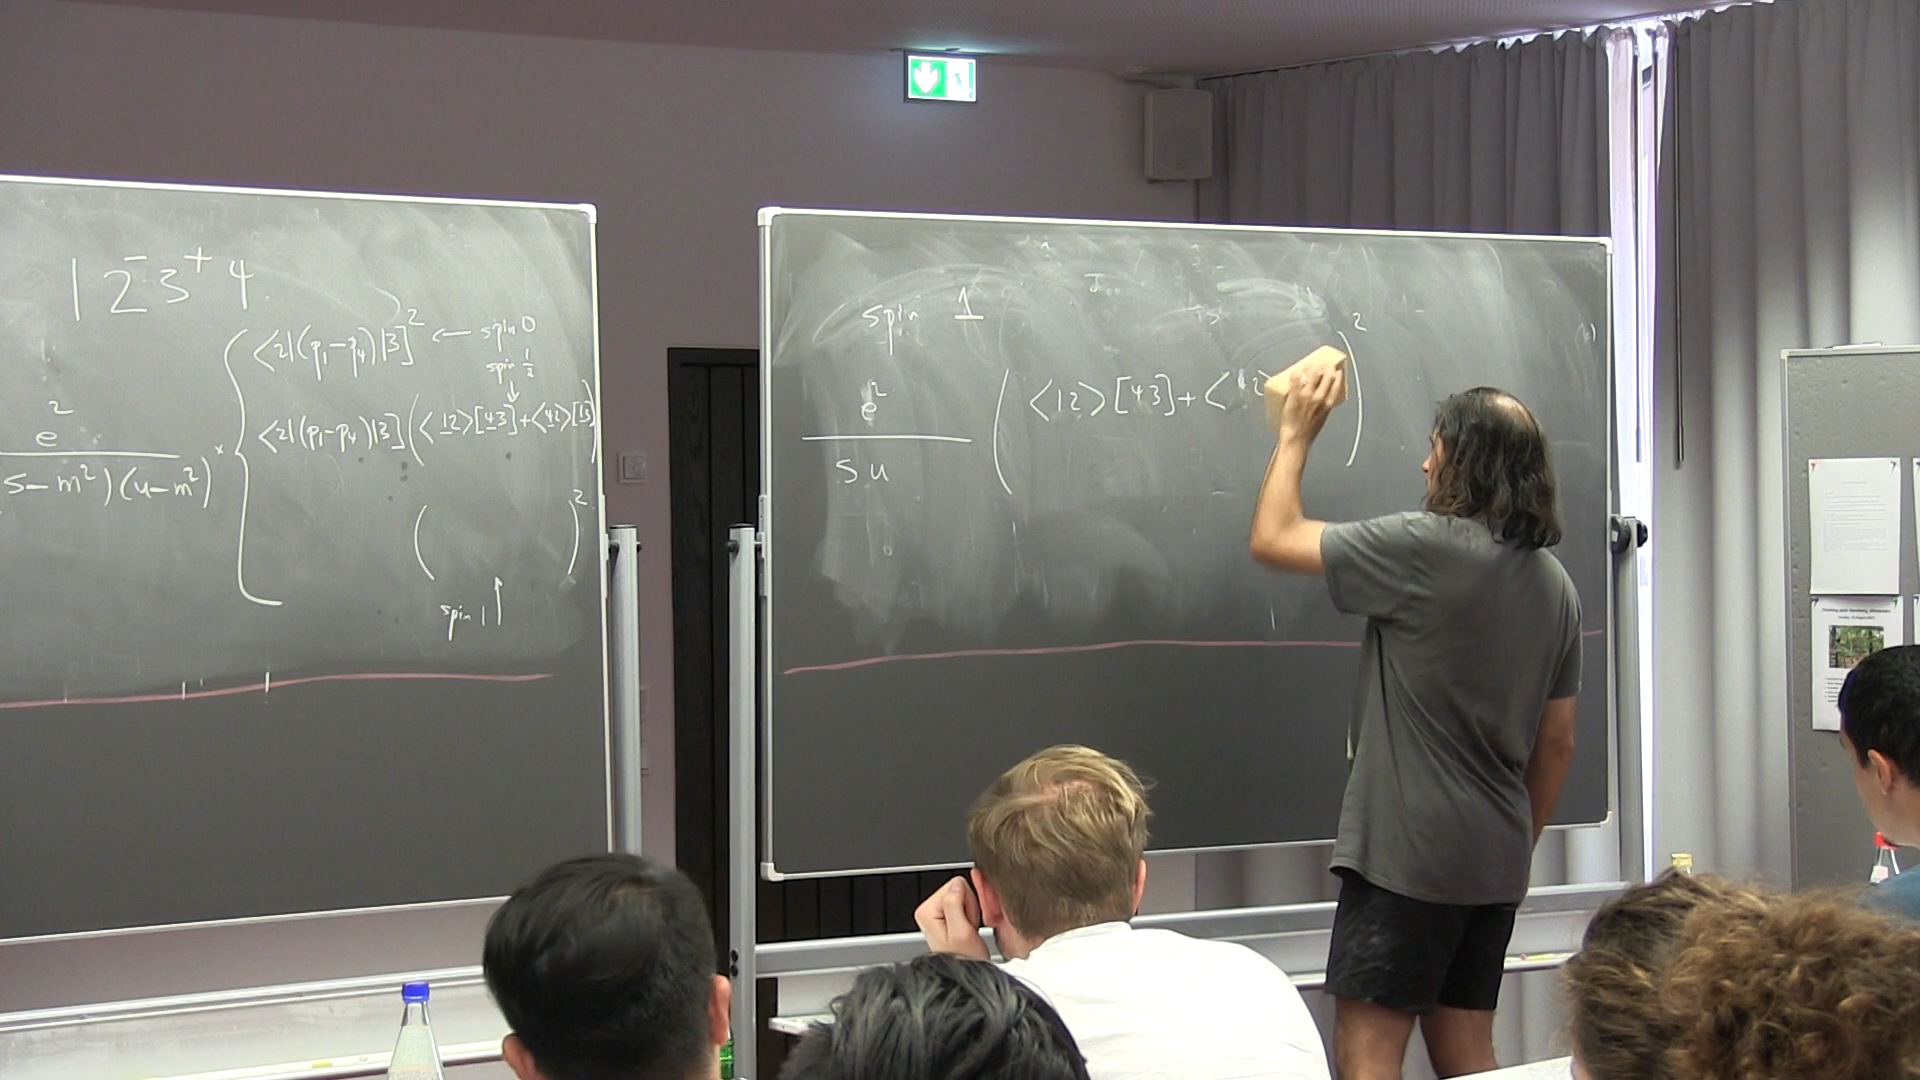 1 2⁻ 3⁺ 4
⟨2|(p₁-p₄)|3]² ← spin 0
spin ½ ↓
e² / (s-m²)(u-m²) ×
⟨2|(p₁-p₄)|3] (⟨12⟩[43]+⟨42⟩[13]
( )²
spin 1 ↑
spin 1
e² / su ( ⟨12⟩[43]+ ⟨ 2⟩ )²